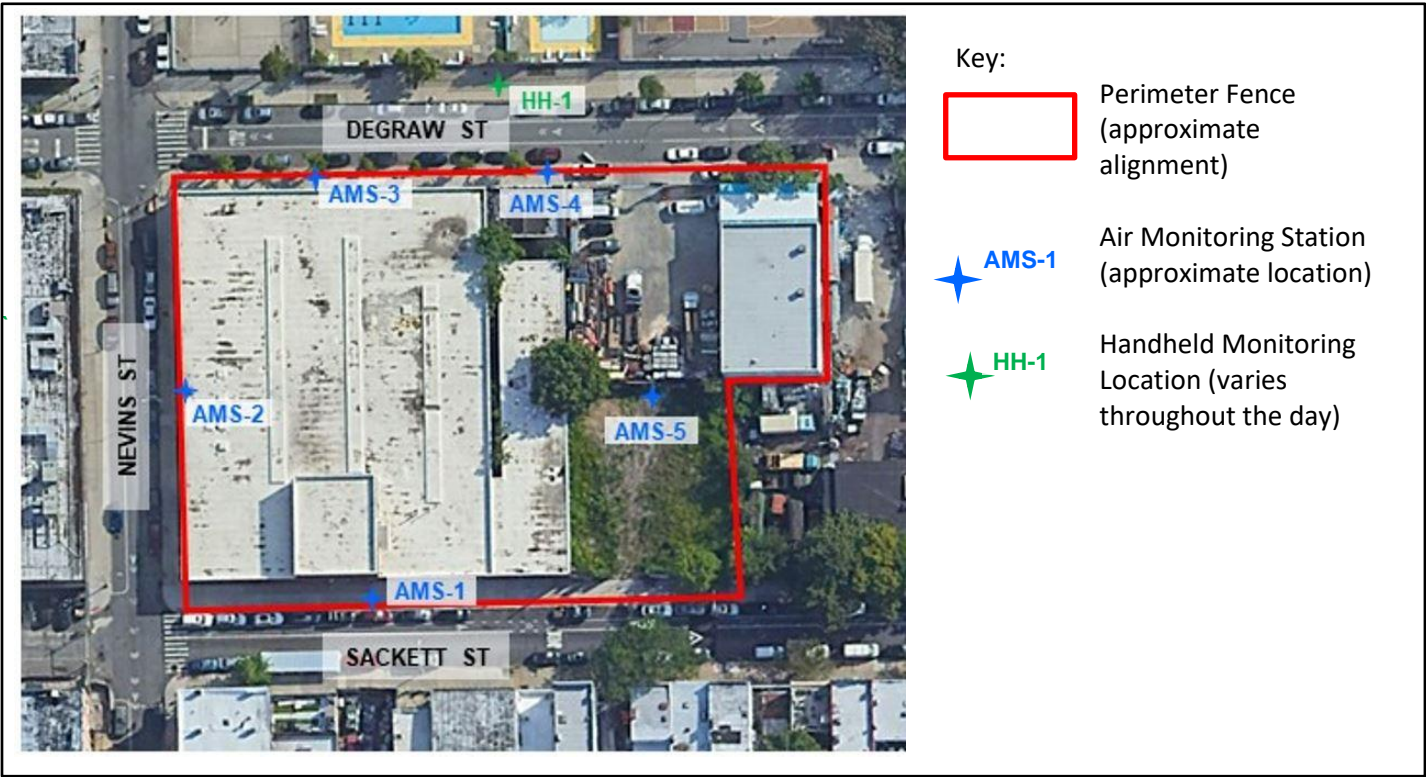 HH-1
DEGRAW ST
AMS-3
AMS-4
NEVINS ST
AMS-2
AMS-5
AMS-1
SACKETT ST
Key:
Perimeter Fence
(approximate
alignment)
AMS-1
Air Monitoring Station
(approximate location)
HH-1
Handheld Monitoring
Location (varies
throughout the day)